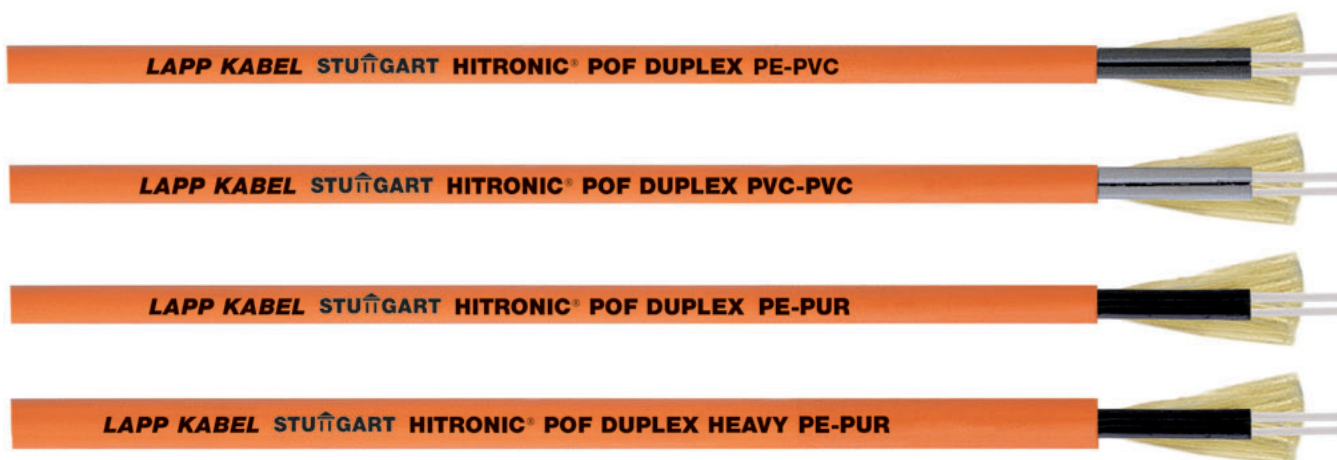 LAPP KABEL STUTTGART HITRONIC® POF DUPLEX PE-PVC
LAPP KABEL STUTTGART HITRONIC® POF DUPLEX PVC-PVC
LAPP KABEL STUTTGART HITRONIC® POF DUPLEX PE-PUR
LAPP KABEL STUTTGART HITRONIC® POF DUPLEX HEAVY PE-PUR